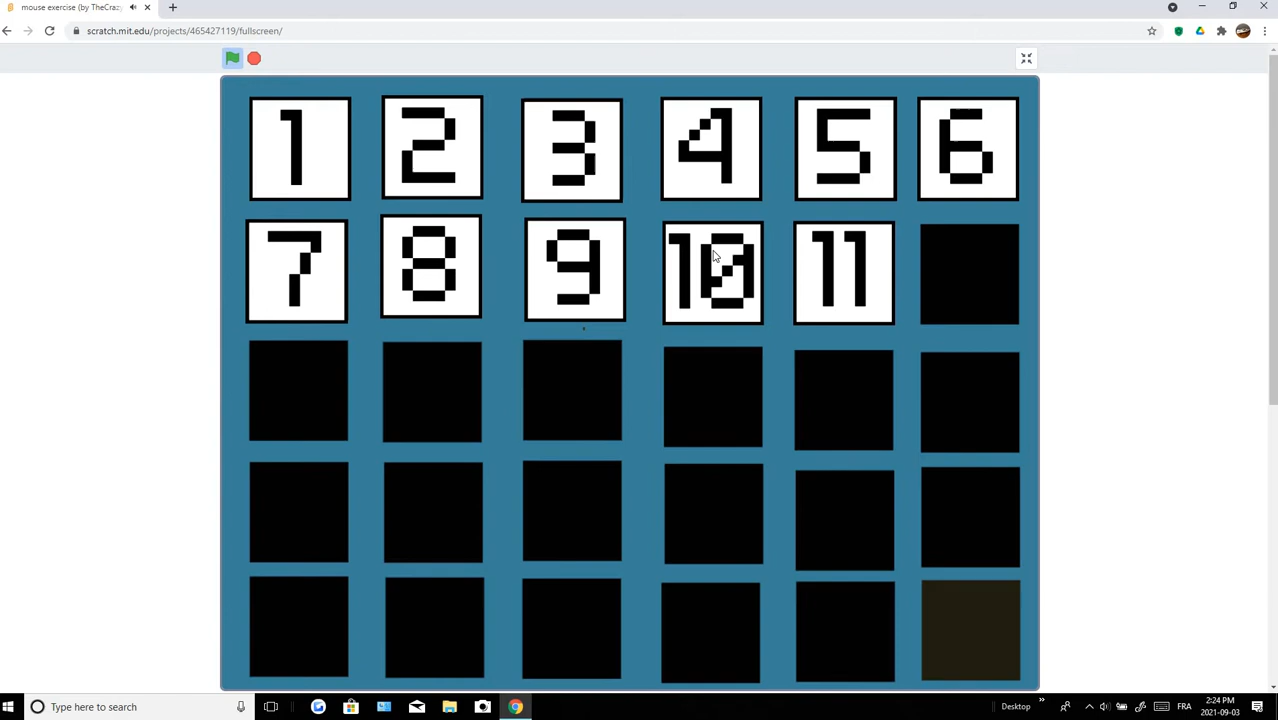 mouse exercise (by TheCrazy
scratch.mit.edu/projects/465427119/fullscreen/
1 2 3 4 5 6
7 8 9 10 11
Type here to search
Desktop
FRA
2:24 PM
2021-09-03